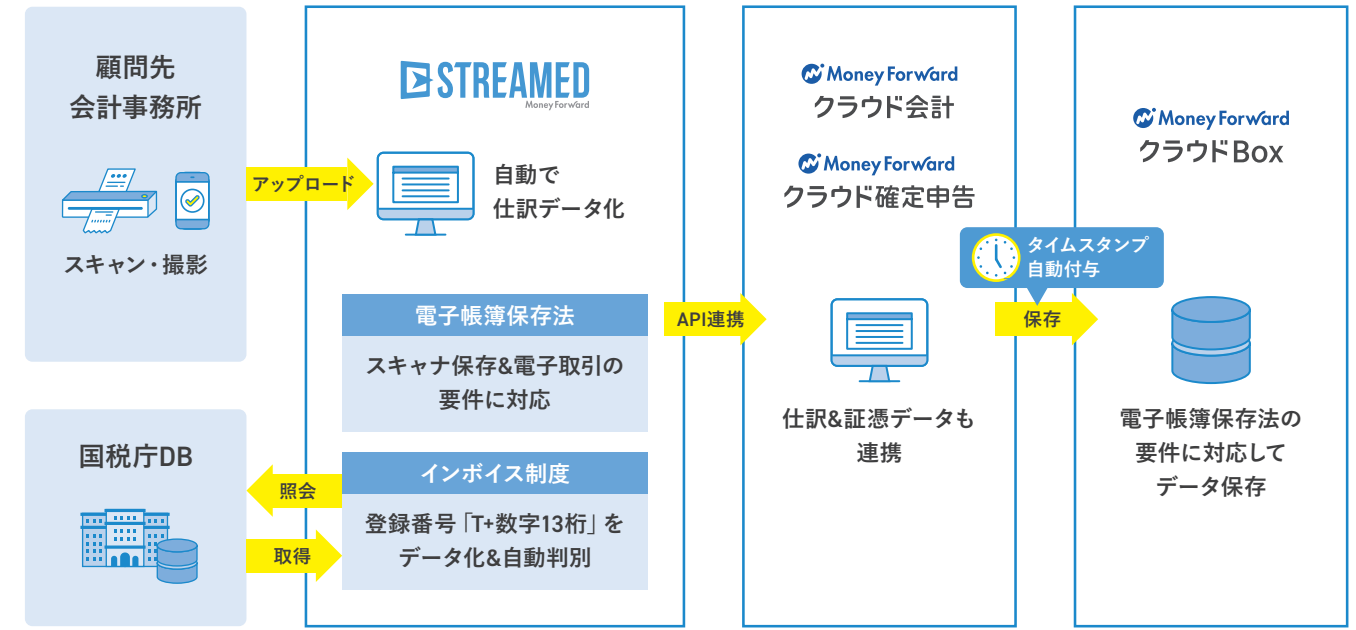 顧問先
会計事務所
スキャン・撮影
アップロード
STREAMED
Money Forward
自動で
仕訳データ化
電子帳簿保存法
スキャナ保存&電子取引の
要件に対応
国税庁DB
照会
取得
インボイス制度
登録番号「T+数字13桁」を
データ化&自動判別
API連携
Money Forward
クラウド会計
Money Forward
クラウド確定申告
仕訳&証憑データも
連携
タイムスタンプ
自動付与
保存
Money Forward
クラウドBox
電子帳簿保存法の
要件に対応して
データ保存